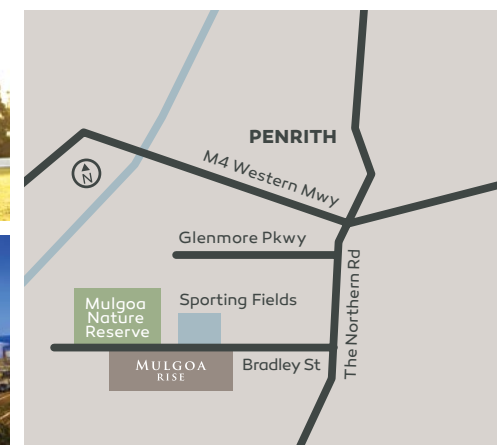 PENRITH
M4 Western Mwy
N
Glenmore Pkwy
The Northern Rd
Mulgoa
Nature
Reserve
Sporting Fields
MULGOA
RISE
Bradley St